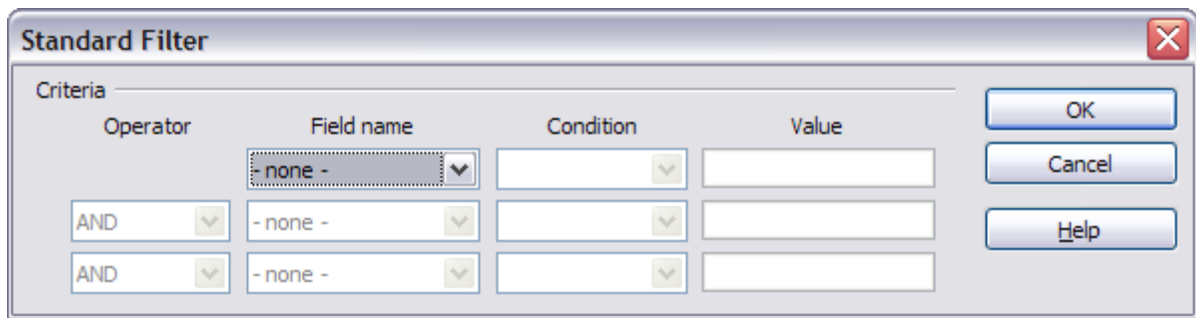 Standard Filter
Criteria
Operator Field name Condition Value
- none -
AND - none -
AND - none -
OK
Cancel
Help